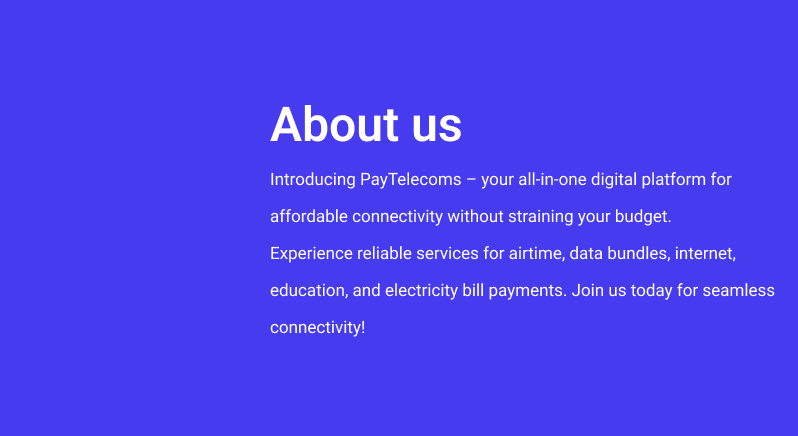 About us
Introducing PayTelecoms – your all-in-one digital platform for
affordable connectivity without straining your budget.
Experience reliable services for airtime, data bundles, internet,
education, and electricity bill payments. Join us today for seamless
connectivity!